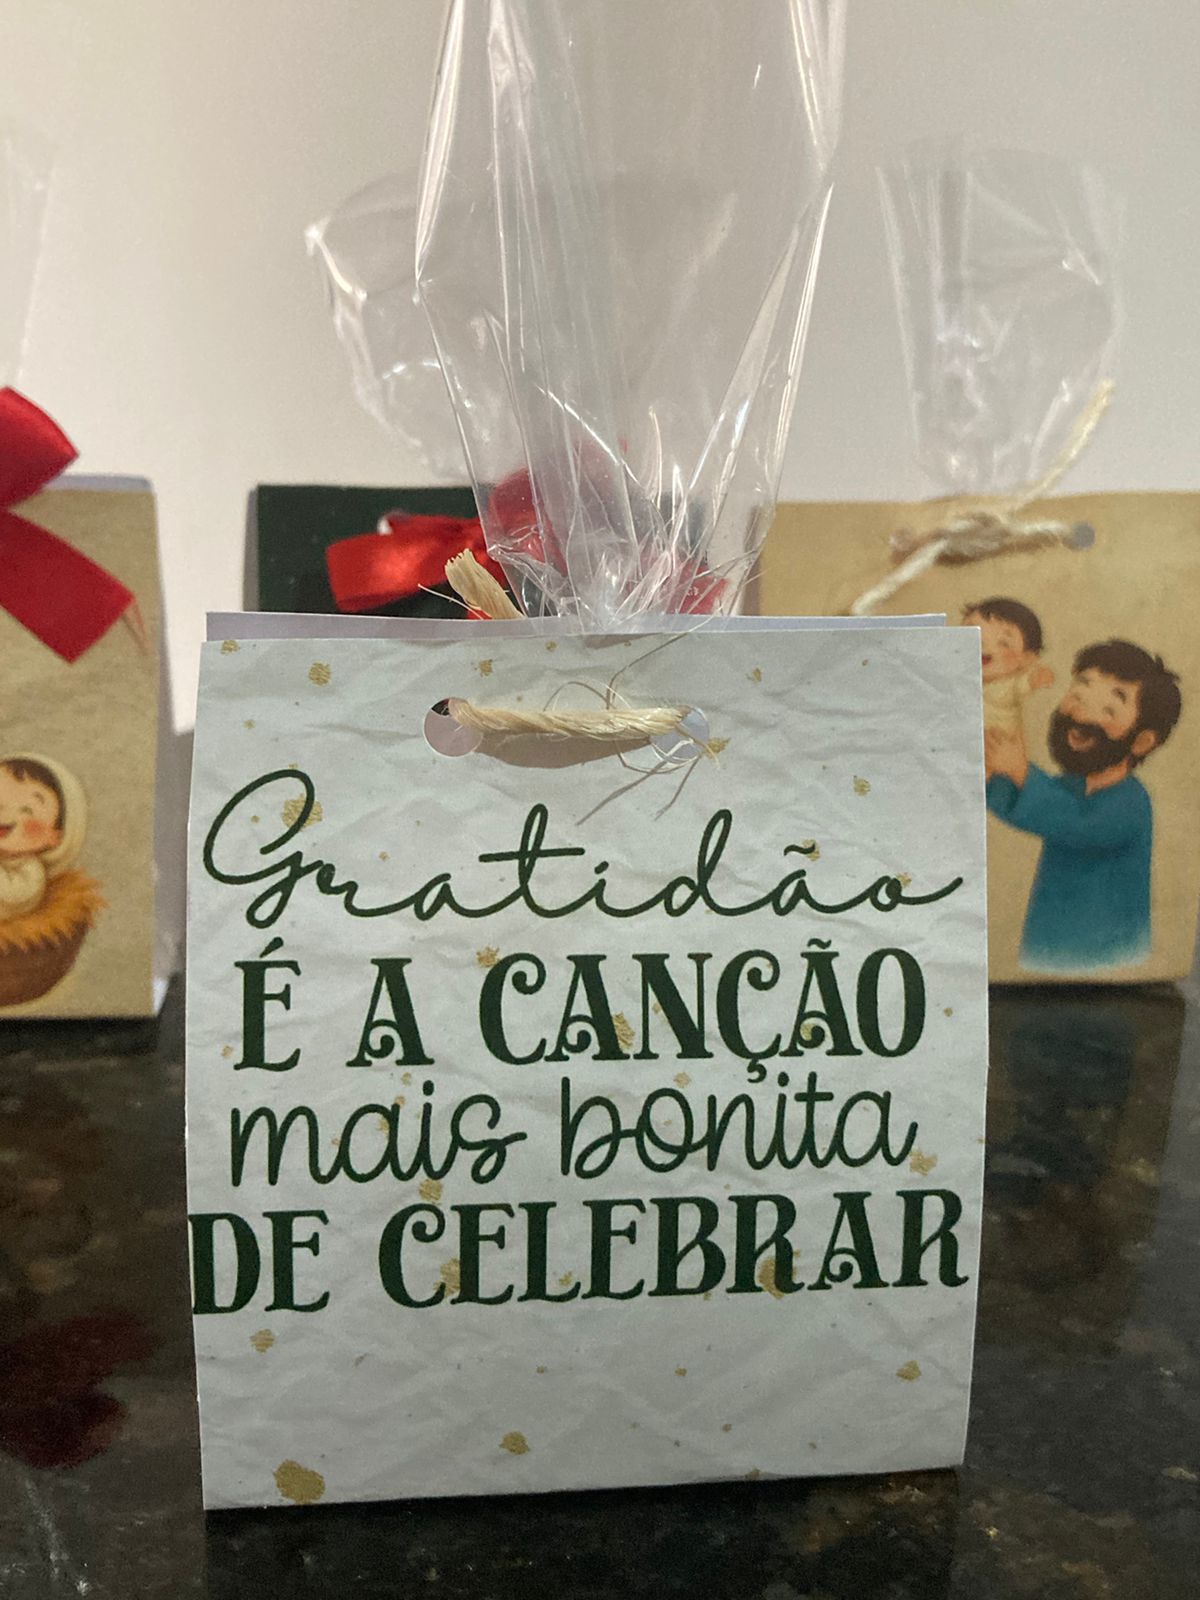 Gratidão
É A CANÇÃO
mais bonita
DE CELEBRAR